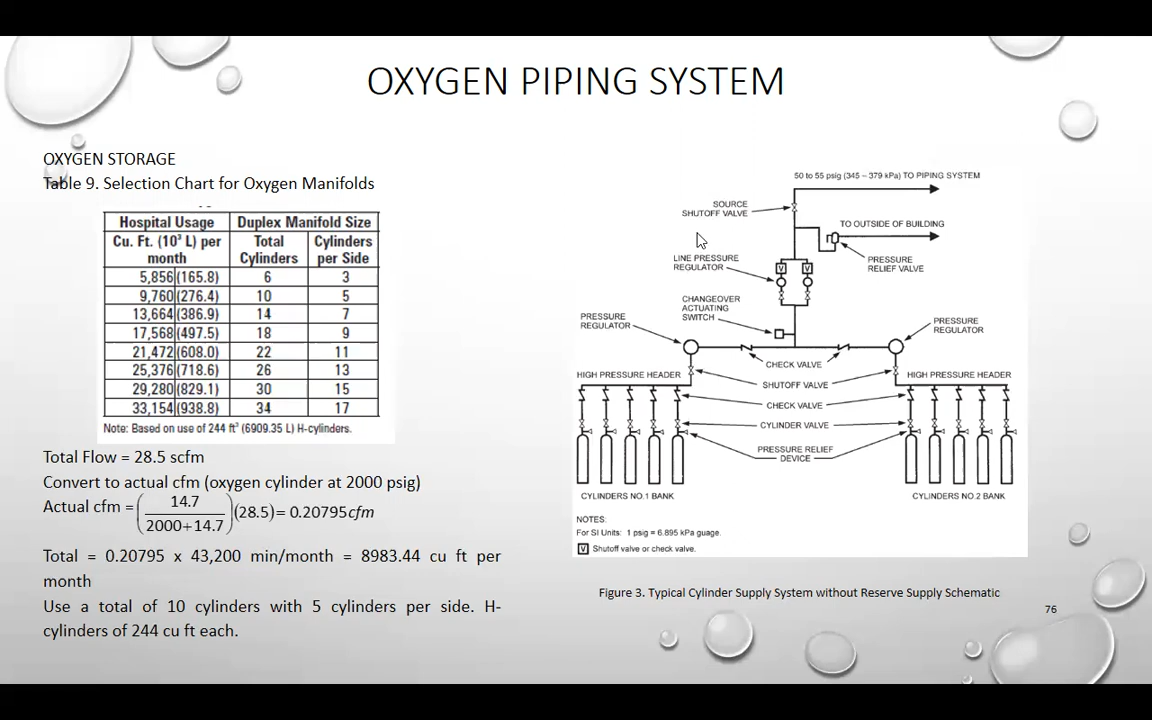 OXYGEN PIPING SYSTEM
OXYGEN STORAGE
Table 9. Selection Chart for Oxygen Manifolds
Hospital Usage Duplex Manifold Size
Cu. Ft. (10³ L) per month Total Cylinders Cylinders per Side
5,856 (165.8) 6 3
9,760 (276.4) 10 5
13,664 (386.9) 14 7
17,568 (497.5) 18 9
21,472 (608.0) 22 11
25,376 (718.6) 26 13
29,280 (829.1) 30 15
33,154 (938.8) 34 17
Note: Based on use of 244 ft³ (6909.35 L) H-cylinders.
Total Flow = 28.5 scfm
Convert to actual cfm (oxygen cylinder at 2000 psig)
Actual cfm = (14.7 / 2000+14.7)(28.5) = 0.20795cfm
Total = 0.20795 x 43,200 min/month = 8983.44 cu ft per
month
Use a total of 10 cylinders with 5 cylinders per side. H-
cylinders of 244 cu ft each.
50 to 55 psig (345 – 379 kPa) TO PIPING SYSTEM
SOURCE
SHUTOFF VALVE
TO OUTSIDE OF BUILDING
LINE PRESSURE
REGULATOR
V V
PRESSURE
RELIEF VALVE
CHANGEOVER
ACTUATING
SWITCH
PRESSURE
REGULATOR
PRESSURE
REGULATOR
CHECK VALVE
HIGH PRESSURE HEADER
SHUTOFF VALVE
HIGH PRESSURE HEADER
CHECK VALVE
CYLINDER VALVE
PRESSURE RELIEF
DEVICE
CYLINDERS NO.1 BANK
CYLINDERS NO.2 BANK
NOTES:
For SI Units: 1 psig = 6.895 kPa guage.
V Shutoff valve or check valve.
Figure 3. Typical Cylinder Supply System without Reserve Supply Schematic
76